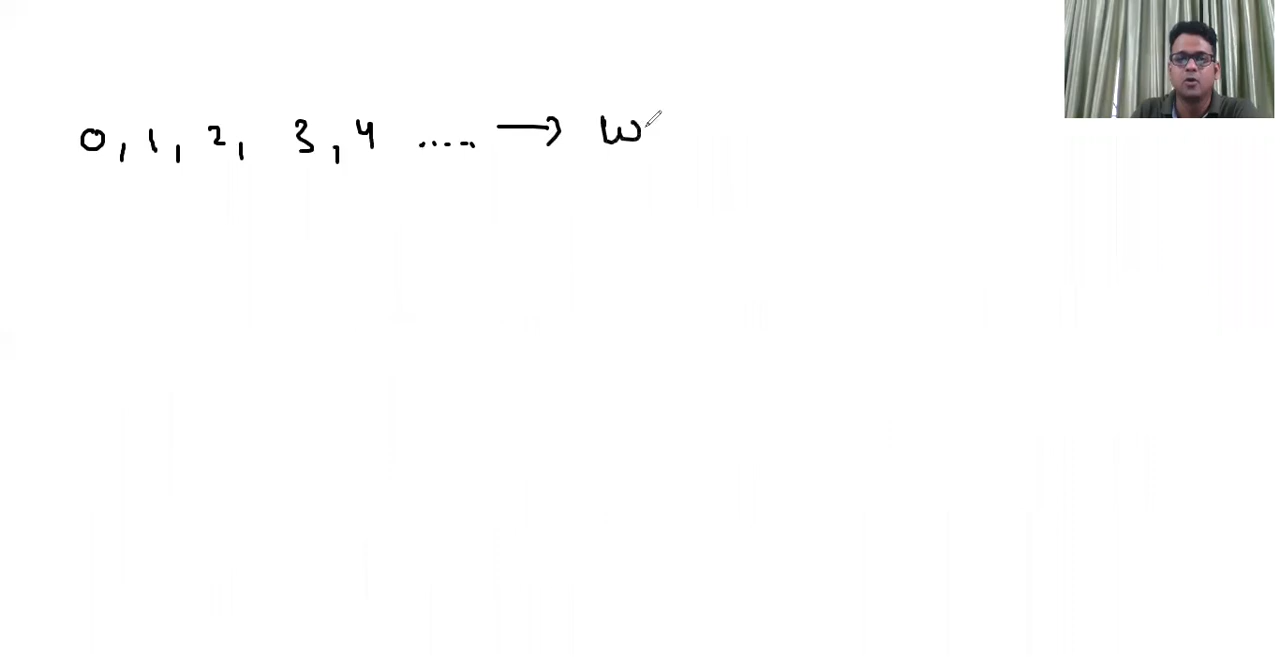 0, 1, 2, 3, 4 ..... → W